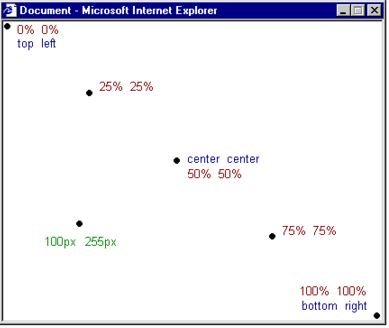 Document - Microsoft Internet Explorer
0% 0%
top left
25% 25%
center center
50% 50%
100px 255px
75% 75%
100% 100%
bottom right